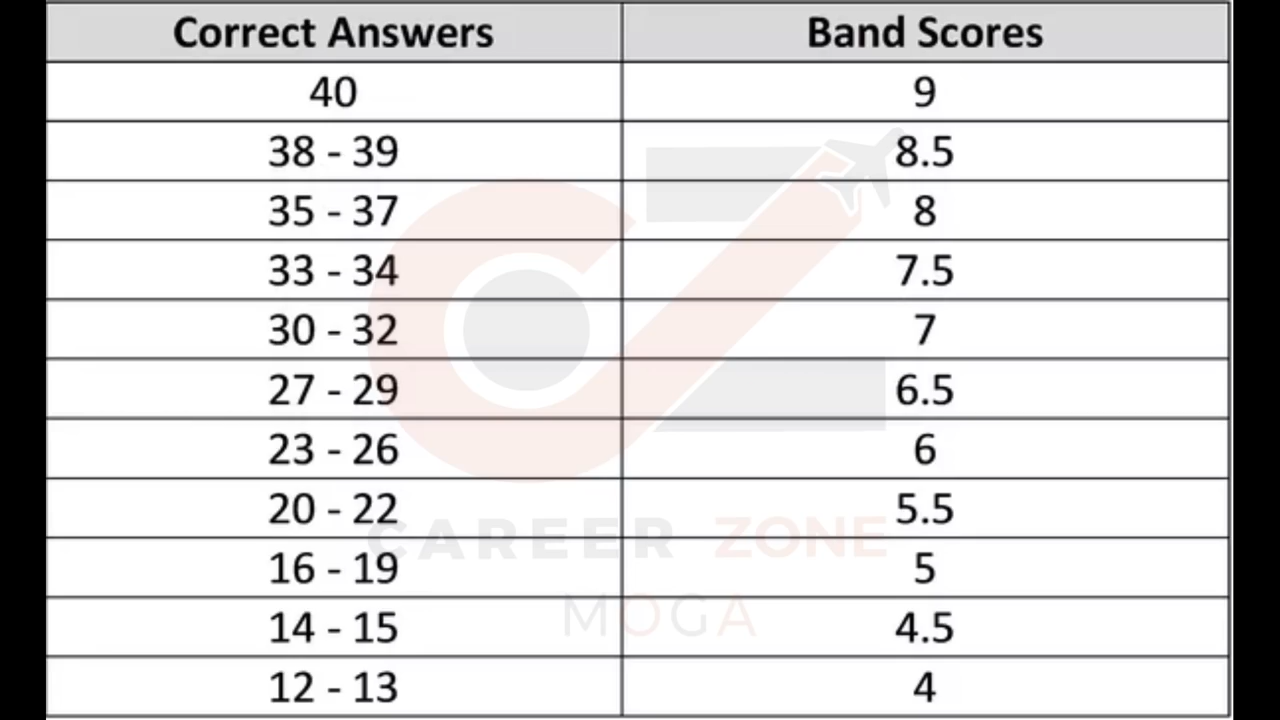 Correct Answers Band Scores
40 9
38 - 39 8.5
35 - 37 8
33 - 34 7.5
30 - 32 7
27 - 29 6.5
23 - 26 6
20 - 22 5.5
CAREER ZONE
16 - 19 5
MOGA
14 - 15 4.5
12 - 13 4